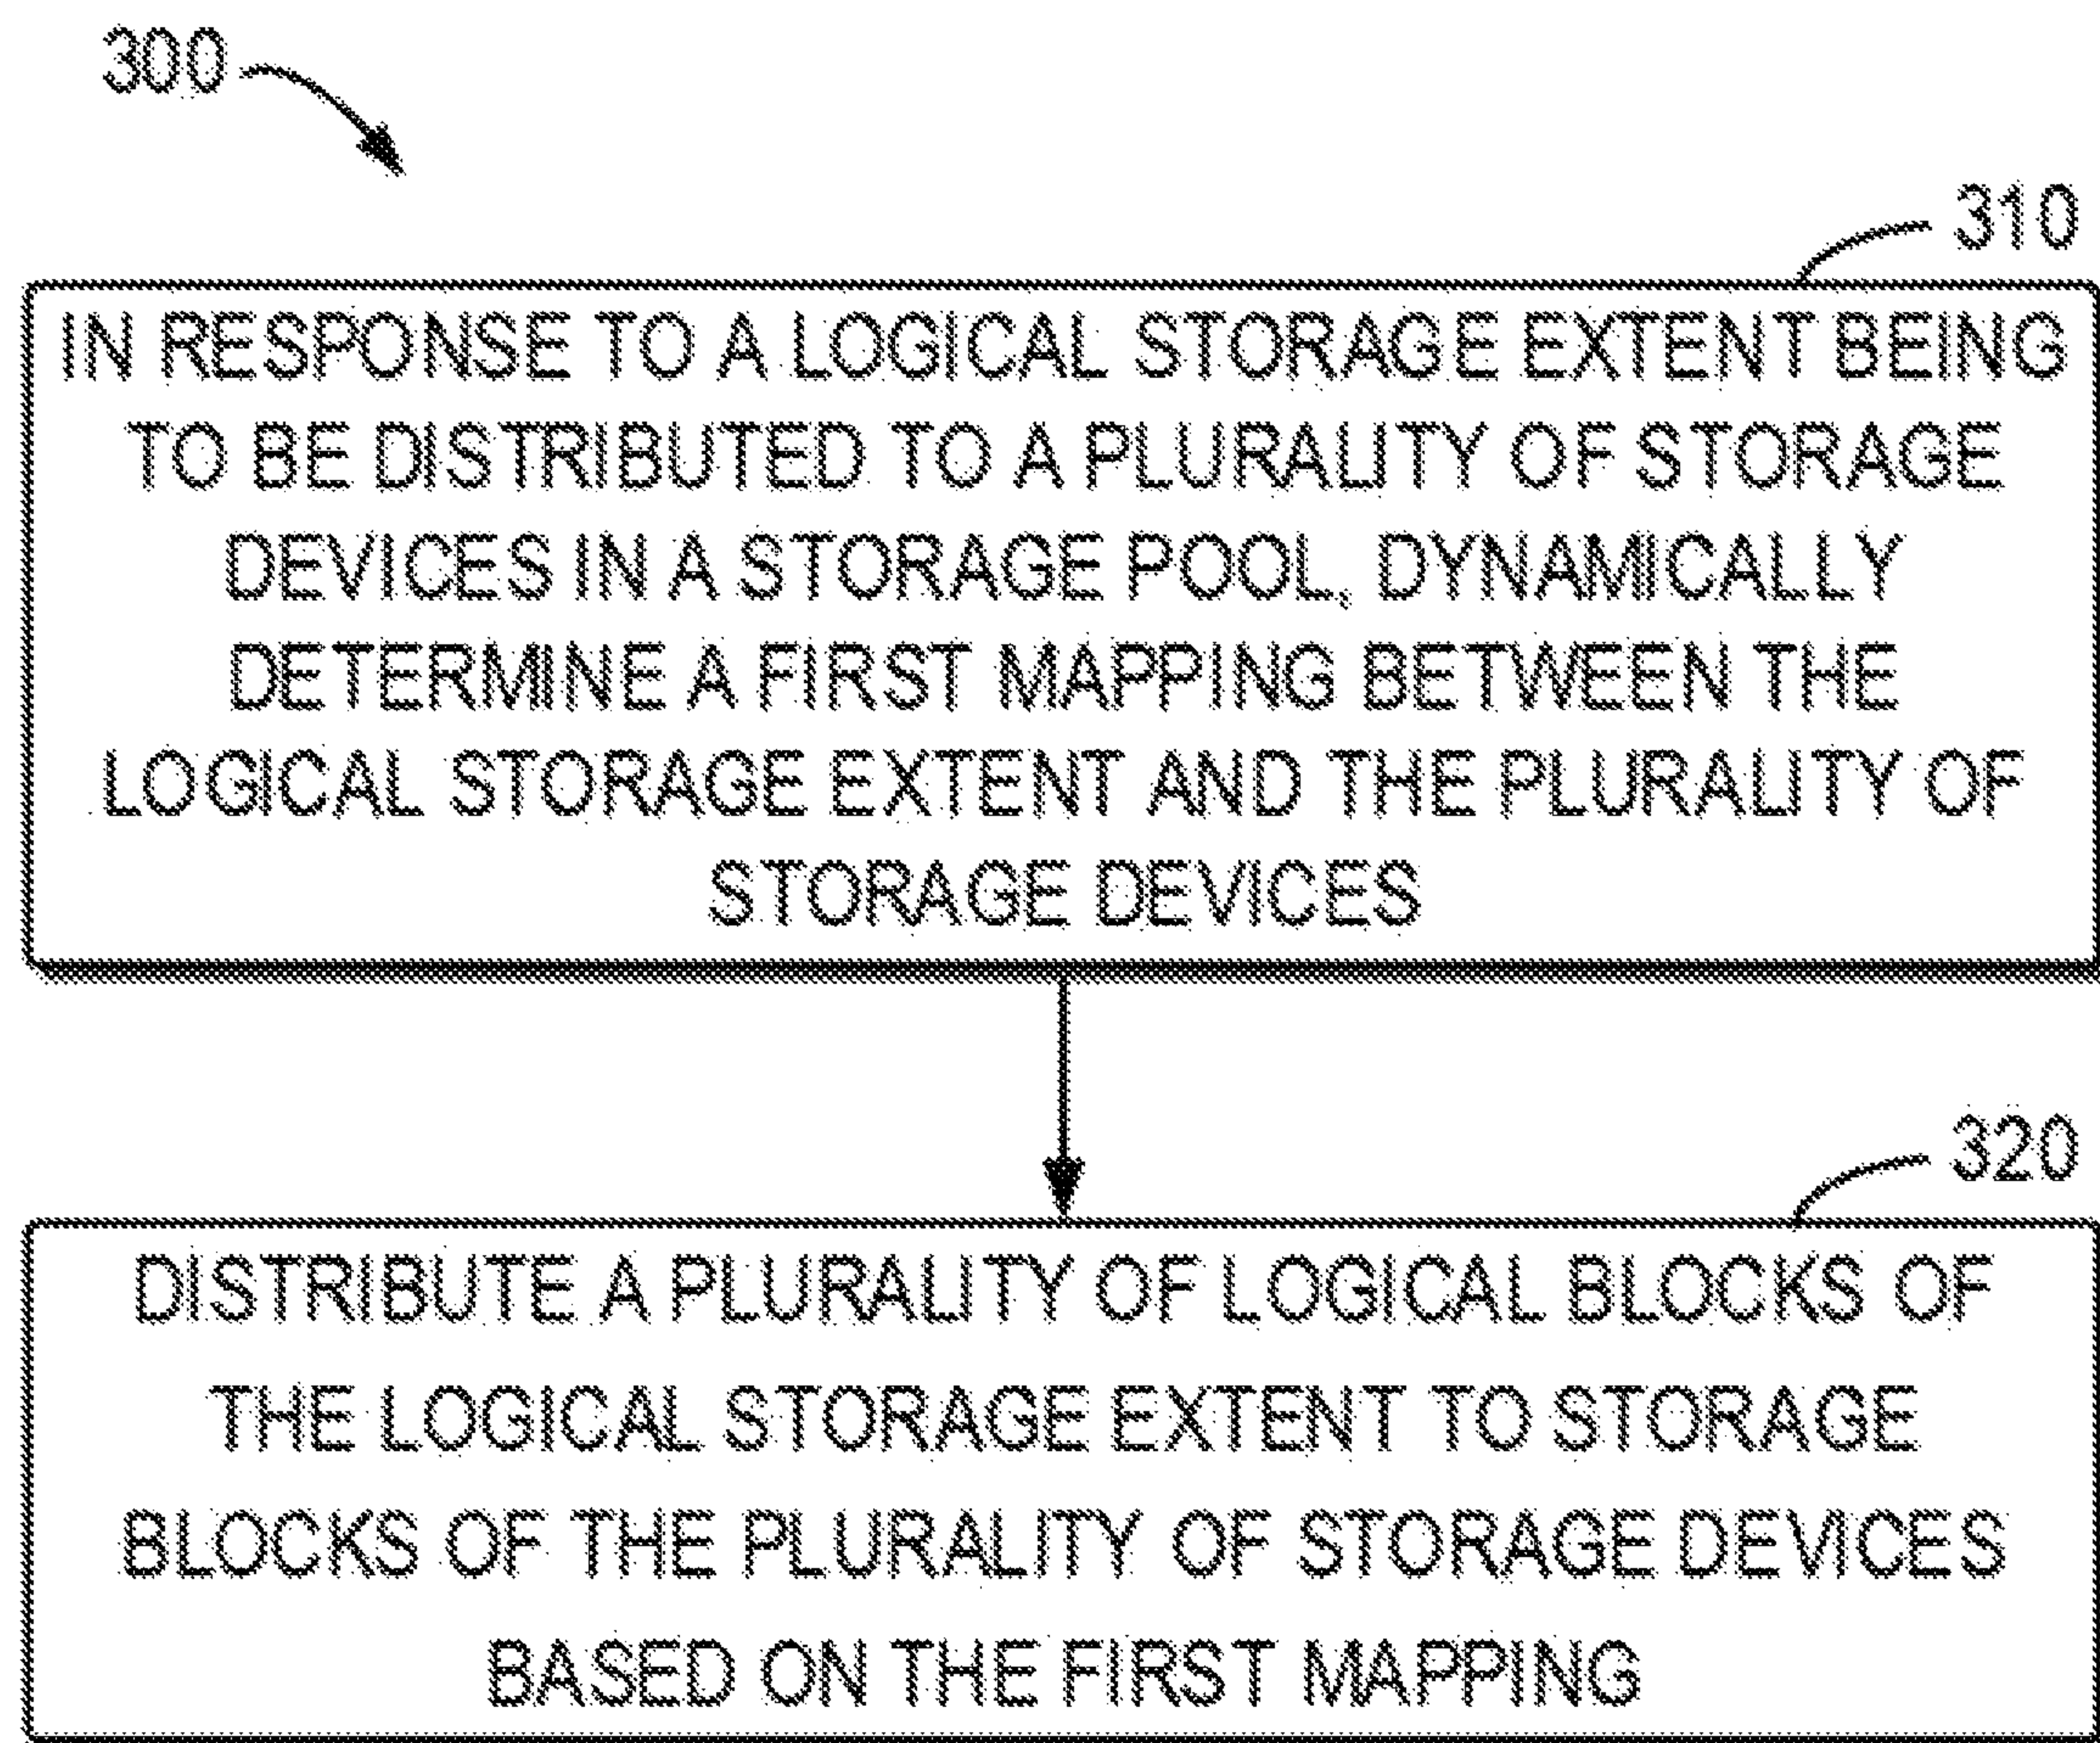 300
310
IN RESPONSE TO A LOGICAL STORAGE EXTENT BEING
TO BE DISTRIBUTED TO A PLURALITY OF STORAGE
DEVICES IN A STORAGE POOL, DYNAMICALLY
DETERMINE A FIRST MAPPING BETWEEN THE
LOGICAL STORAGE EXTENT AND THE PLURALITY OF
STORAGE DEVICES
320
DISTRIBUTE A PLURALITY OF LOGICAL BLOCKS OF
THE LOGICAL STORAGE EXTENT TO STORAGE
BLOCKS OF THE PLURALITY OF STORAGE DEVICES
BASED ON THE FIRST MAPPING